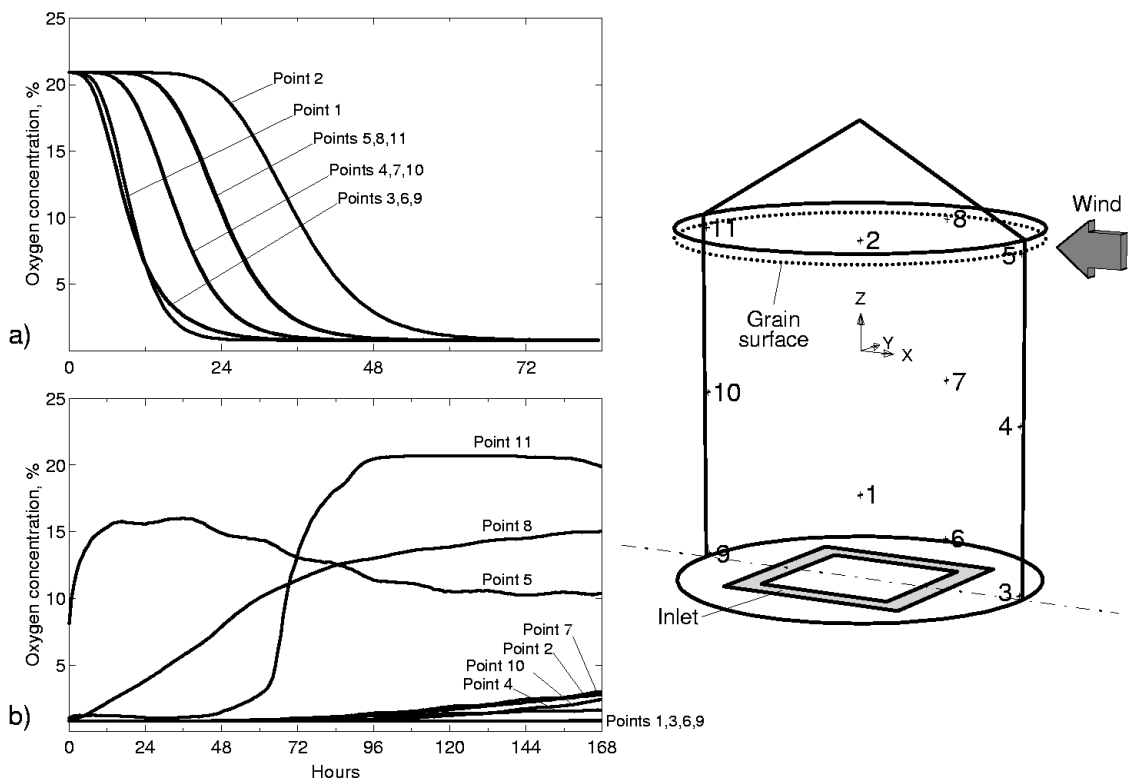 a)
Oxygen concentration, %
25
20
15
10
5
0
24
48
72
Point 2
Point 1
Points 5,8,11
Points 4,7,10
Points 3,6,9
b)
Oxygen concentration, %
25
20
15
10
5
0
24
48
72
96
120
144
168
Hours
Point 11
Point 8
Point 5
Point 7
Point 2
Point 10
Point 4
Points 1,3,6,9
Wind
11
8
2
5
Grain
surface
Z
Y
X
10
7
4
1
9
6
3
Inlet